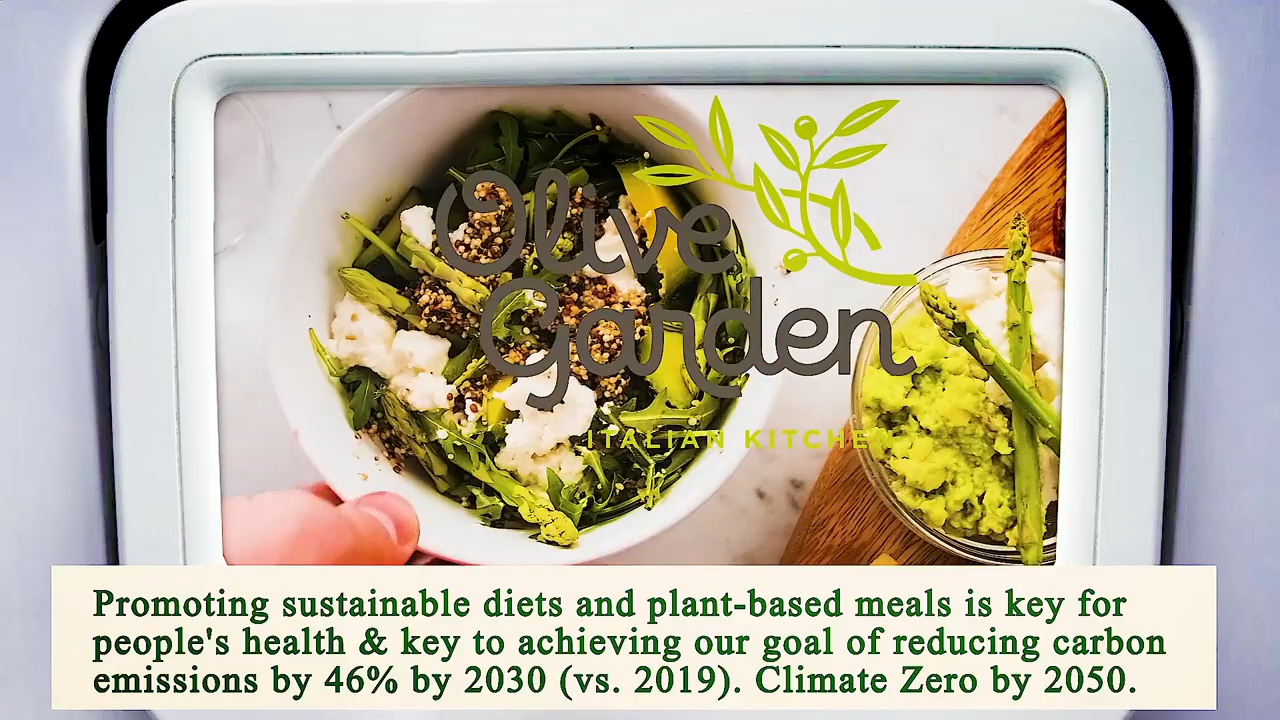 Olive
Garden
ITALIAN KITCHEN
Promoting sustainable diets and plant-based meals is key for
people's health & key to achieving our goal of reducing carbon
emissions by 46% by 2030 (vs. 2019). Climate Zero by 2050.